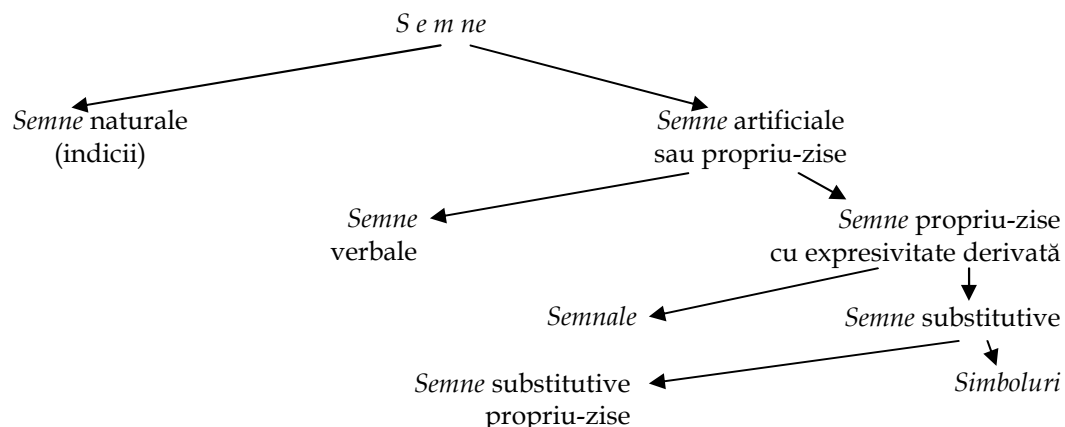 S e m ne
Semne naturale
(indicii)
Semne artificiale
sau propriu-zise
Semne
verbale
Semne propriu-zise
cu expresivitate derivată
Semnale
Semne substitutive
Semne substitutive
propriu-zise
Simboluri